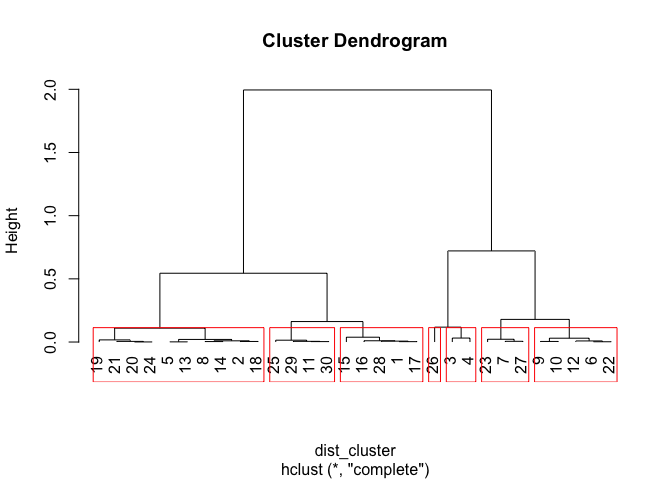 Cluster Dendrogram
Height
2.0
1.5
1.0
0.5
0.0
19 21 20 24 5 13 8 14 2 18 25 29 11 30 15 16 28 1 17 26 3 4 23 7 27 9 10 12 6 22
dist_cluster
hclust (*, "complete")